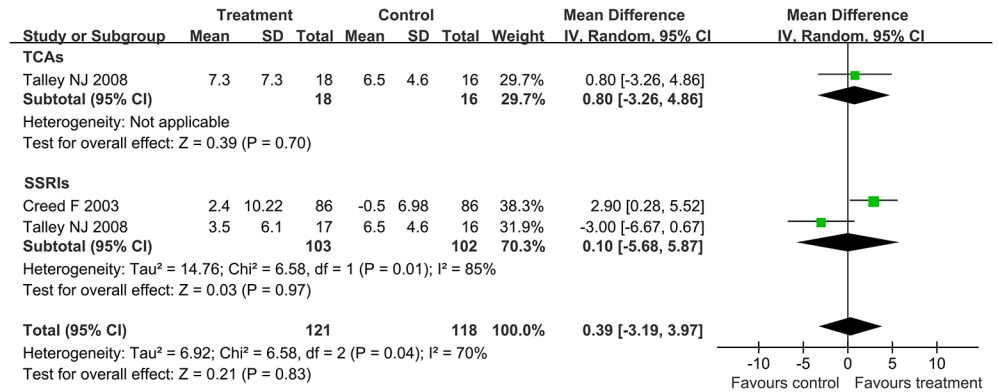 Treatment Control Mean Difference Mean Difference
Study or Subgroup Mean SD Total Mean SD Total Weight IV, Random, 95% CI IV, Random, 95% CI
TCAs
Talley NJ 2008 7.3 7.3 18 6.5 4.6 16 29.7% 0.80 [-3.26, 4.86]
Subtotal (95% CI) 18 16 29.7% 0.80 [-3.26, 4.86]
Heterogeneity: Not applicable
Test for overall effect: Z = 0.39 (P = 0.70)
SSRIs
Creed F 2003 2.4 10.22 86 -0.5 6.98 86 38.3% 2.90 [0.28, 5.52]
Talley NJ 2008 3.5 6.1 17 6.5 4.6 16 31.9% -3.00 [-6.67, 0.67]
Subtotal (95% CI) 103 102 70.3% 0.10 [-5.68, 5.87]
Heterogeneity: Tau² = 14.76; Chi² = 6.58, df = 1 (P = 0.01); I² = 85%
Test for overall effect: Z = 0.03 (P = 0.97)
Total (95% CI) 121 118 100.0% 0.39 [-3.19, 3.97]
Heterogeneity: Tau² = 6.92; Chi² = 6.58, df = 2 (P = 0.04); I² = 70%
Test for overall effect: Z = 0.21 (P = 0.83)
-10 -5 0 5 10
Favours control Favours treatment